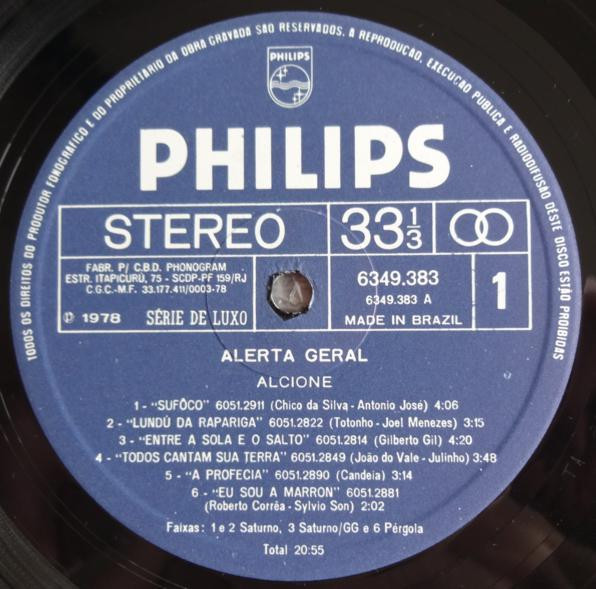 TODOS OS DIREITOS DO PRODUTOR FONOGRÁFICO E DO PROPRIETÁRIO DA OBRA GRAVADA SÃO RESERVADOS. A REPRODUÇÃO, EXECUÇÃO PÚBLICA E RADIODIFUSÃO DESTE DISCO ESTÃO PROIBIDAS
PHILIPS
PHILIPS
STEREO 33 1/3
FABR. P/ C.B.D. PHONOGRAM
ESTR. ITAPICURÚ, 75 - SCDP-PF 159/RJ
C.G.C.-M.F. 33.177.411/0003-78
℗ 1978 SÉRIE DE LUXO
6349.383
6349.383 A
MADE IN BRAZIL
1
ALERTA GERAL
ALCIONE
1 - "SUFÔCO" 6051.2911 (Chico da Silva - Antonio José) 4:06
2 - "LUNDÚ DA RAPARIGA" 6051.2822 (Totonho - Joel Menezes) 3:15
3 - "ENTRE A SOLA E O SALTO" 6051.2814 (Gilberto Gil) 4:20
4 - "TODOS CANTAM SUA TERRA" 6051.2849 (João do Vale - Julinho) 3:48
5 - "A PROFECIA" 6051.2890 (Candeia) 3:14
6 - "EU SOU A MARRON" 6051.2881
(Roberto Corrêa - Sylvio Son) 2:02
Faixas: 1 e 2 Saturno, 3 Saturno/GG e 6 Pérgola
Total 20:55